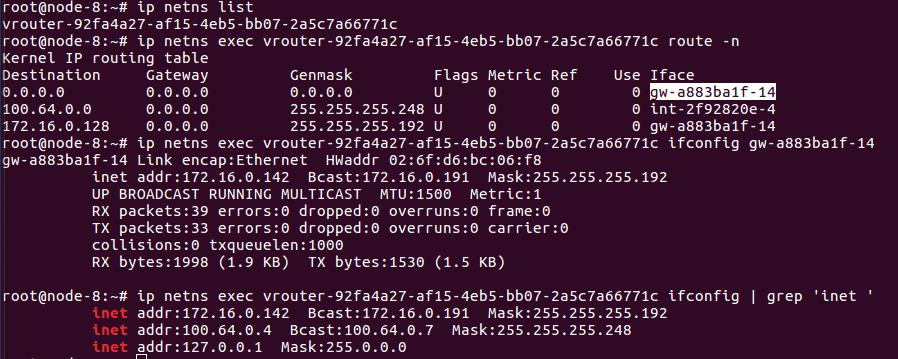 root@node-8:~# ip netns list
vrouter-92fa4a27-af15-4eb5-bb07-2a5c7a66771c
root@node-8:~# ip netns exec vrouter-92fa4a27-af15-4eb5-bb07-2a5c7a66771c route -n
Kernel IP routing table
Destination     Gateway         Genmask         Flags Metric Ref    Use Iface
0.0.0.0         0.0.0.0         0.0.0.0         U     0      0        0 gw-a883ba1f-14
100.64.0.0      0.0.0.0         255.255.255.248 U     0      0        0 int-2f92820e-4
172.16.0.128    0.0.0.0         255.255.255.192 U     0      0        0 gw-a883ba1f-14
root@node-8:~# ip netns exec vrouter-92fa4a27-af15-4eb5-bb07-2a5c7a66771c ifconfig gw-a883ba1f-14
gw-a883ba1f-14 Link encap:Ethernet  HWaddr 02:6f:d6:bc:06:f8
          inet addr:172.16.0.142  Bcast:172.16.0.191  Mask:255.255.255.192
          UP BROADCAST RUNNING MULTICAST  MTU:1500  Metric:1
          RX packets:39 errors:0 dropped:0 overruns:0 frame:0
          TX packets:33 errors:0 dropped:0 overruns:0 carrier:0
          collisions:0 txqueuelen:1000
          RX bytes:1998 (1.9 KB)  TX bytes:1530 (1.5 KB)
root@node-8:~# ip netns exec vrouter-92fa4a27-af15-4eb5-bb07-2a5c7a66771c ifconfig | grep 'inet '
          inet addr:172.16.0.142  Bcast:172.16.0.191  Mask:255.255.255.192
          inet addr:100.64.0.4  Bcast:100.64.0.7  Mask:255.255.255.248
          inet addr:127.0.0.1  Mask:255.0.0.0